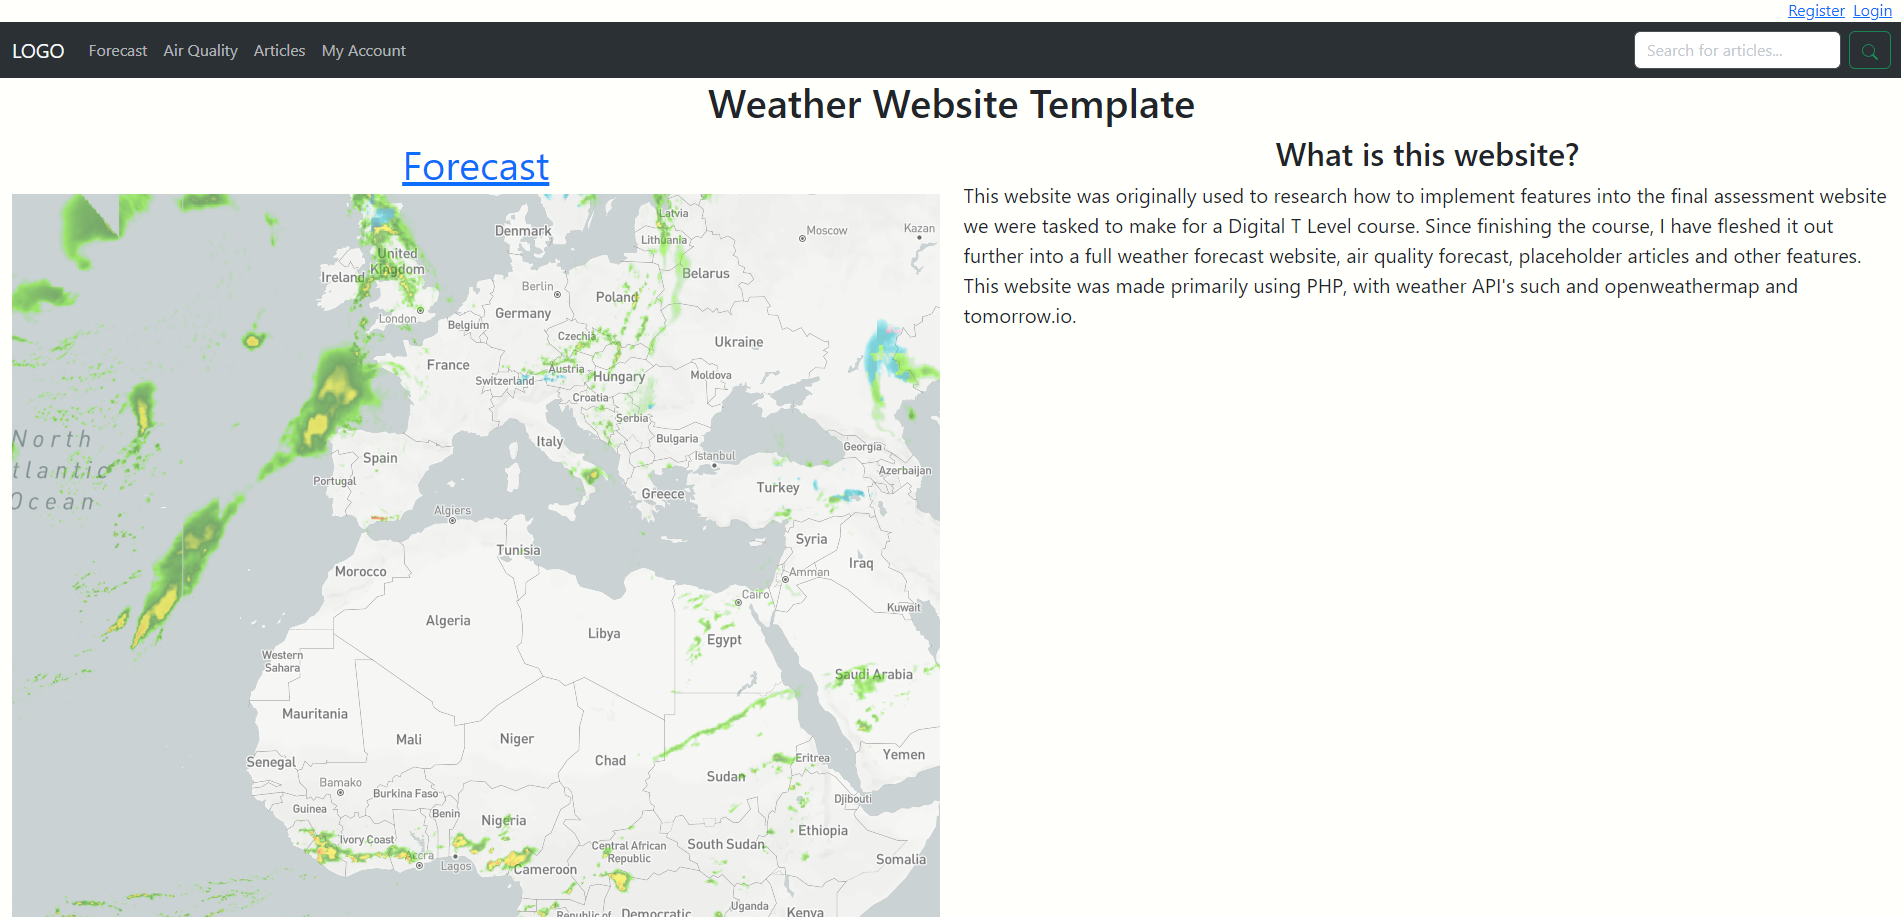 Register Login
LOGO Forecast Air Quality Articles My Account Search for articles...
Weather Website Template
Forecast
What is this website?
This website was originally used to research how to implement features into the final assessment website
we were tasked to make for a Digital T Level course. Since finishing the course, I have fleshed it out
further into a full weather forecast website, air quality forecast, placeholder articles and other features.
This website was made primarily using PHP, with weather API's such and openweathermap and
tomorrow.io.
Latvia
Denmark
Moscow
Kazan
Lithuania
United
Kingdom
Ireland
Belarus
Berlin
Poland
London
Germany
Belgium
Czechia
Ukraine
France
Austria
Switzerland
Hungary
Moldova
Croatia
Serbia
North
tlantic
Ocean
Italy
Bulgaria
Georgia
Spain
Istanbul
Azerbaijan
Portugal
Turkey
Greece
Algiers
Tunisia
Syria
Morocco
Iraq
Amman
Cairo
Kuwait
Algeria
Libya
Egypt
Western
Sahara
Saudi Arabia
Mauritania
Mali
Niger
Chad
Yemen
Senegal
Eritrea
Sudan
Bamako
Burkina Faso
Djibouti
Guinea
Benin
Nigeria
Ivory Coast
Ethiopia
Accra
Lagos
Central African
Republic
South Sudan
Somalia
Cameroon
Uganda
Republic of
Democratic
Kenya